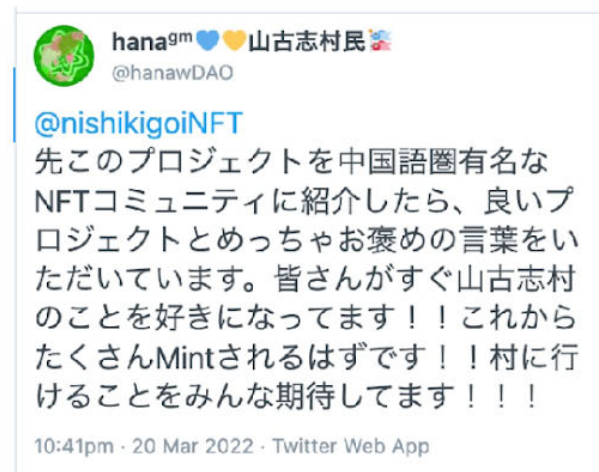 hanaᵍᵐ💙💛山古志村民🎏
@hanawDAO
@nishikigoiNFT
先このプロジェクトを中国語圏有名な
NFTコミュニティに紹介したら、良いプ
ロジェクトとめっちゃお褒めの言葉をい
ただいています。皆さんがすぐ山古志村
のことを好きになってます！！これから
たくさんMintされるはずです！！村に行
けることをみんな期待してます！！！
10:41pm · 20 Mar 2022 · Twitter Web App